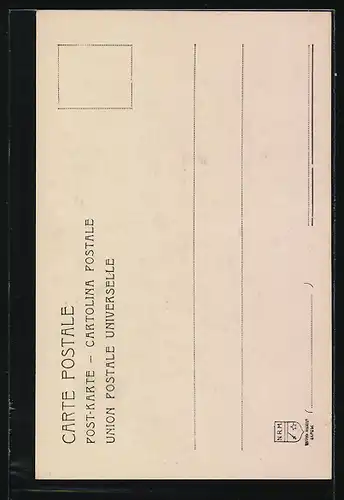 CARTE POSTALE
POST-KARTE – CARTOLINA POSTALE
UNION POSTALE UNIVERSELLE
N.R.M